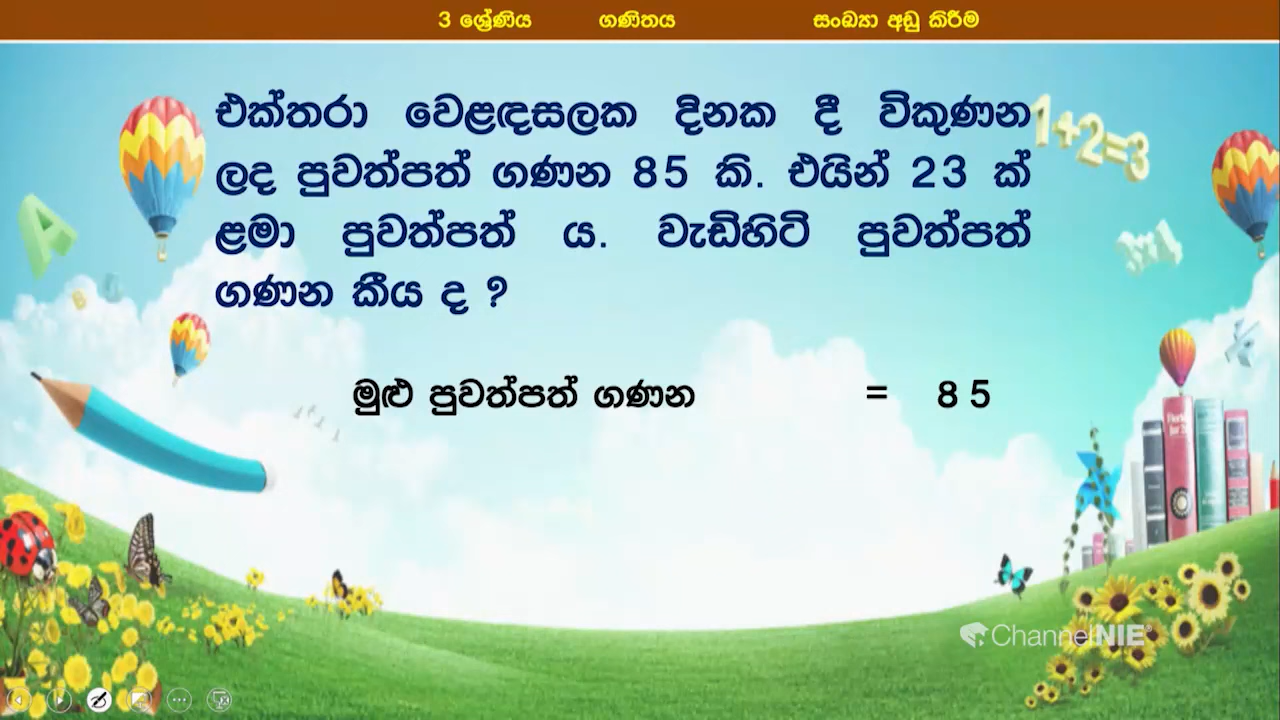 3 ශ්‍රේණිය ගණිතය සංඛ්‍යා අඩු කිරීම
එක්තරා වෙළඳසලක දිනක දී විකුණන
ලද පුවත්පත් ගණන 85 කි. එයින් 23 ක්
ළමා පුවත්පත් ය. වැඩිහිටි පුවත්පත්
ගණන කීය ද ?
මුළු පුවත්පත් ගණන = 85
1+2=3
A
ChannelNIE